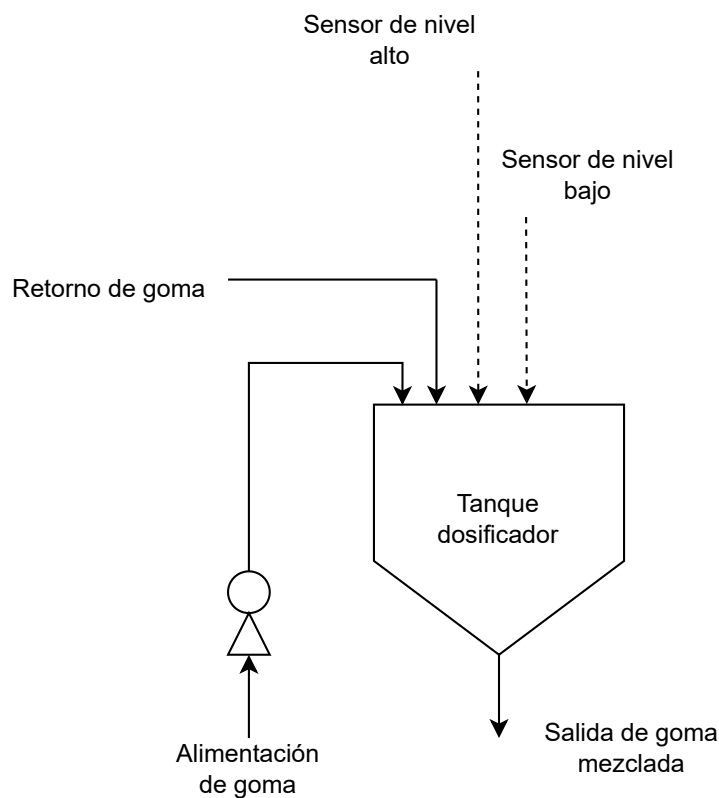 Sensor de nivel
alto
Sensor de nivel
bajo
Retorno de goma
Tanque
dosificador
Salida de goma
mezclada
Alimentación
de goma